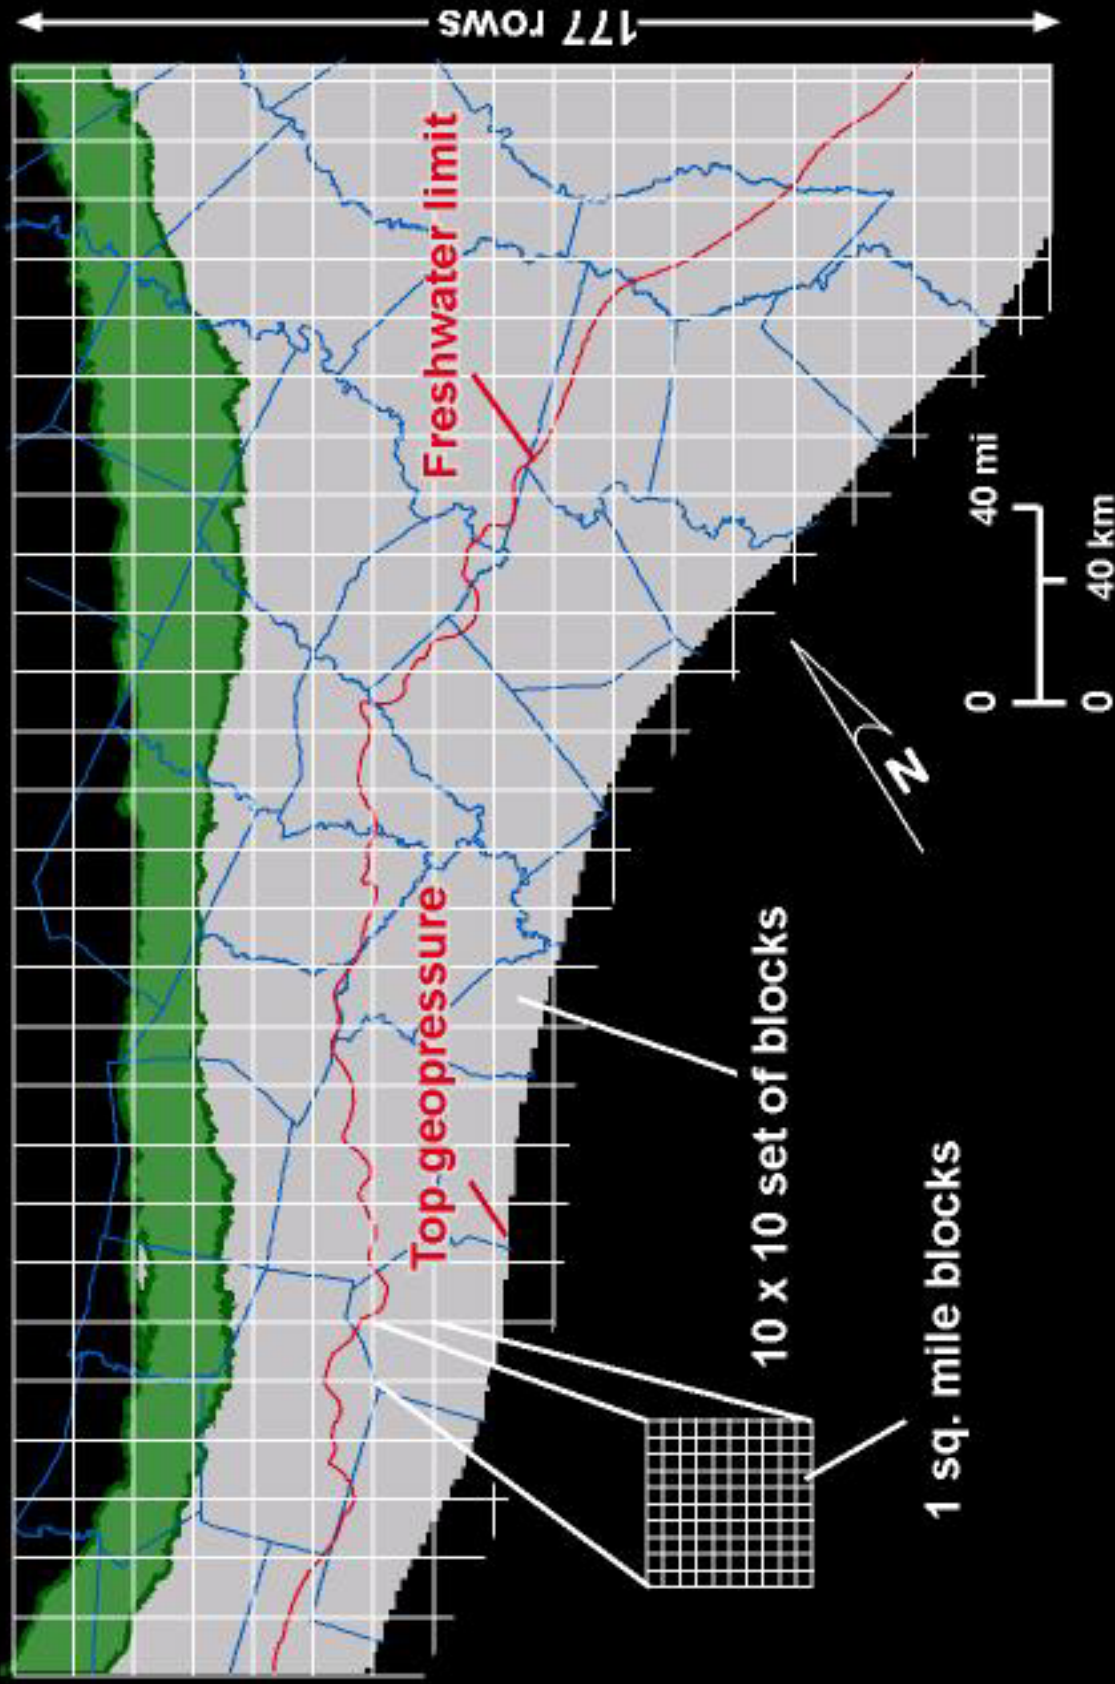 177 rows
Freshwater limit
Top geopressure
10 x 10 set of blocks
1 sq. mile blocks
0 40 mi
0 40 km
N